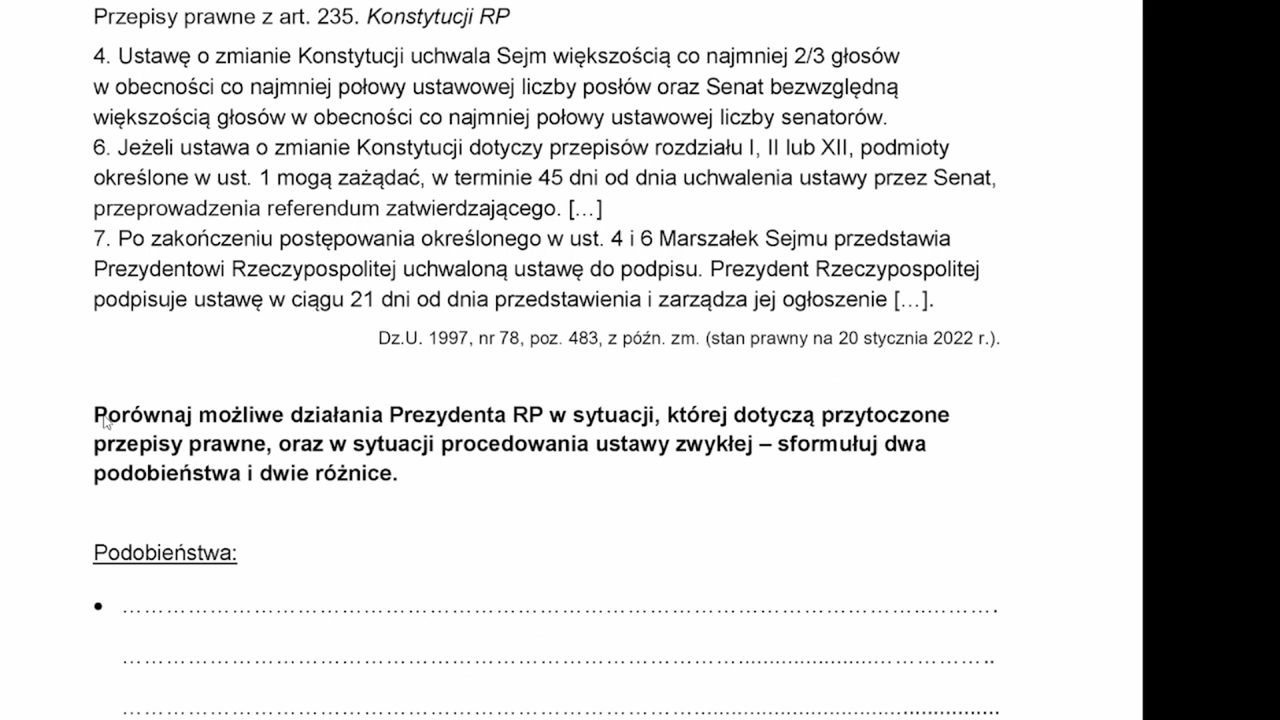 Przepisy prawne z art. 235. Konstytucji RP
4. Ustawę o zmianie Konstytucji uchwala Sejm większością co najmniej 2/3 głosów
w obecności co najmniej połowy ustawowej liczby posłów oraz Senat bezwzględną
większością głosów w obecności co najmniej połowy ustawowej liczby senatorów.
6. Jeżeli ustawa o zmianie Konstytucji dotyczy przepisów rozdziału I, II lub XII, podmioty
określone w ust. 1 mogą zażądać, w terminie 45 dni od dnia uchwalenia ustawy przez Senat,
przeprowadzenia referendum zatwierdzającego. […]
7. Po zakończeniu postępowania określonego w ust. 4 i 6 Marszałek Sejmu przedstawia
Prezydentowi Rzeczypospolitej uchwaloną ustawę do podpisu. Prezydent Rzeczypospolitej
podpisuje ustawę w ciągu 21 dni od dnia przedstawienia i zarządza jej ogłoszenie […].
Dz.U. 1997, nr 78, poz. 483, z późn. zm. (stan prawny na 20 stycznia 2022 r.).
Porównaj możliwe działania Prezydenta RP w sytuacji, której dotyczą przytoczone
przepisy prawne, oraz w sytuacji procedowania ustawy zwykłej – sformułuj dwa
podobieństwa i dwie różnice.
Podobieństwa: